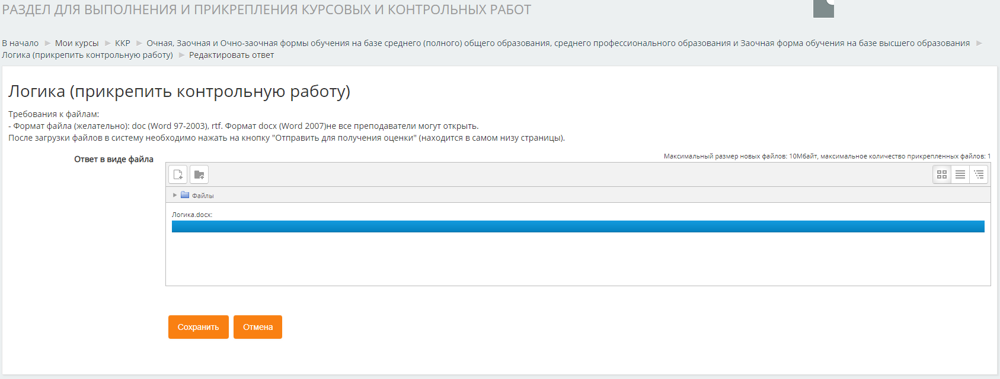 РАЗДЕЛ ДЛЯ ВЫПОЛНЕНИЯ И ПРИКРЕПЛЕНИЯ КУРСОВЫХ И КОНТРОЛЬНЫХ РАБОТ
В начало ► Мои курсы ► ККР ► Очная, Заочная и Очно-заочная формы обучения на базе среднего (полного) общего образования, среднего профессионального образования и Заочная форма обучения на базе высшего образования ►
Логика (прикрепить контрольную работу) ► Редактировать ответ
Логика (прикрепить контрольную работу)
Требования к файлам:
- Формат файла (желательно): doc (Word 97-2003), rtf. Формат docx (Word 2007)не все преподаватели могут открыть.
После загрузки файлов в систему необходимо нажать на кнопку "Отправить для получения оценки" (находится в самом низу страницы).
Ответ в виде файла
Максимальный размер новых файлов: 10Мбайт, максимальное количество прикрепленных файлов: 1
Файлы
Логика.docx:
Сохранить Отмена